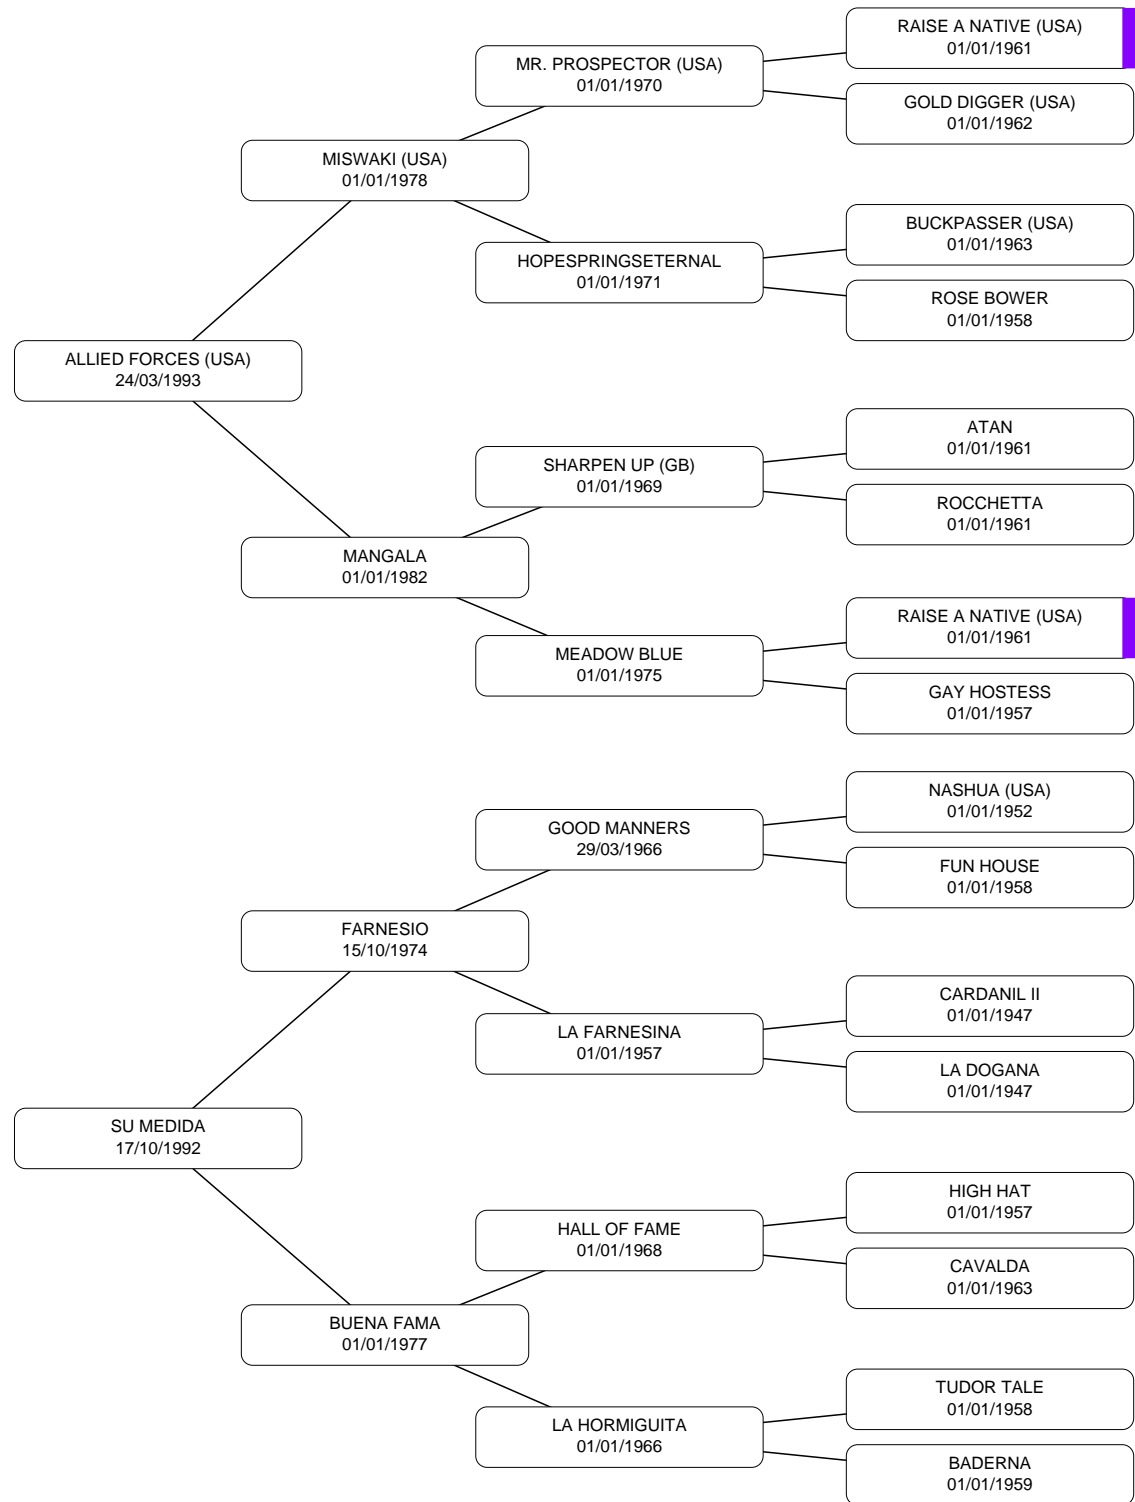 RAISE A NATIVE (USA)
01/01/1961
MR. PROSPECTOR (USA)
01/01/1970
GOLD DIGGER (USA)
01/01/1962
MISWAKI (USA)
01/01/1978
BUCKPASSER (USA)
01/01/1963
HOPESPRINGSETERNAL
01/01/1971
ROSE BOWER
01/01/1958
ALLIED FORCES (USA)
24/03/1993
ATAN
01/01/1961
SHARPEN UP (GB)
01/01/1969
ROCCHETTA
01/01/1961
MANGALA
01/01/1982
RAISE A NATIVE (USA)
01/01/1961
MEADOW BLUE
01/01/1975
GAY HOSTESS
01/01/1957
NASHUA (USA)
01/01/1952
GOOD MANNERS
29/03/1966
FUN HOUSE
01/01/1958
FARNESIO
15/10/1974
CARDANIL II
01/01/1947
LA FARNESINA
01/01/1957
LA DOGANA
01/01/1947
SU MEDIDA
17/10/1992
HIGH HAT
01/01/1957
HALL OF FAME
01/01/1968
CAVALDA
01/01/1963
BUENA FAMA
01/01/1977
TUDOR TALE
01/01/1958
LA HORMIGUITA
01/01/1966
BADERNA
01/01/1959